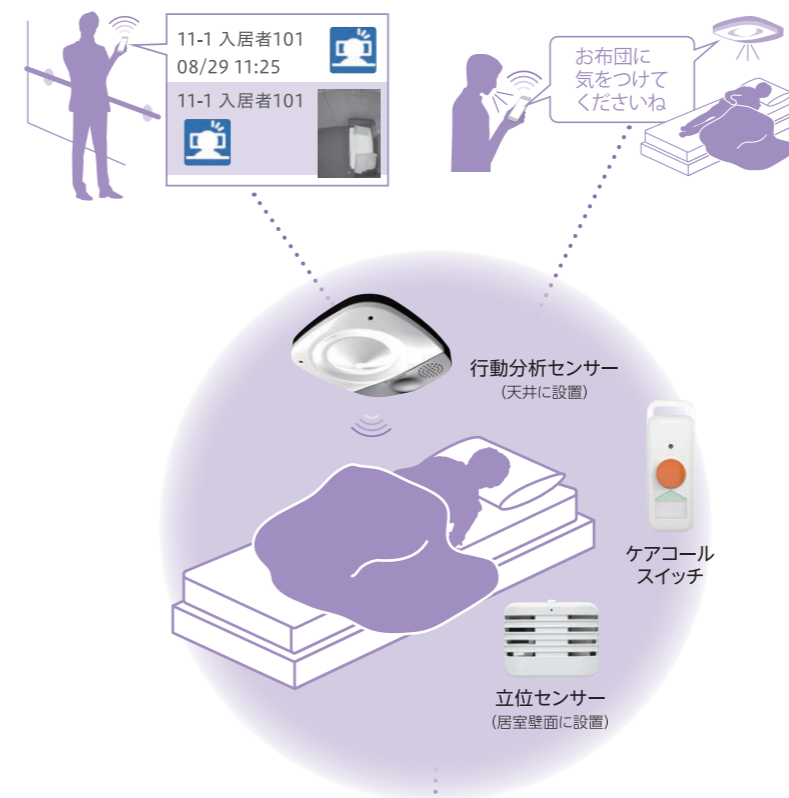 11-1 入居者101
08/29 11:25
11-1 入居者101
お布団に
気をつけて
くださいね
行動分析センサー
(天井に設置)
ケアコール
スイッチ
立位センサー
(居室壁面に設置)